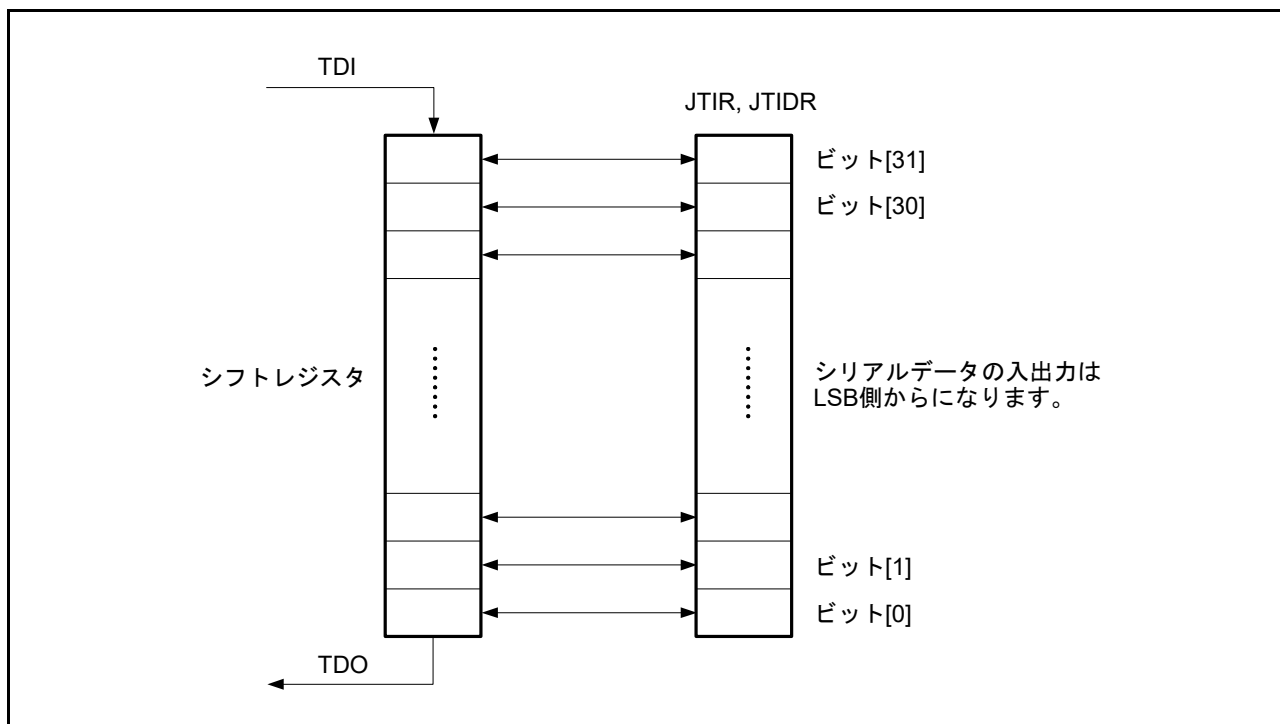 TDI
JTIR, JTIDR
ビット[31]
ビット[30]
シフトレジスタ
シリアルデータの入出力は
LSB側からになります。
ビット[1]
ビット[0]
TDO